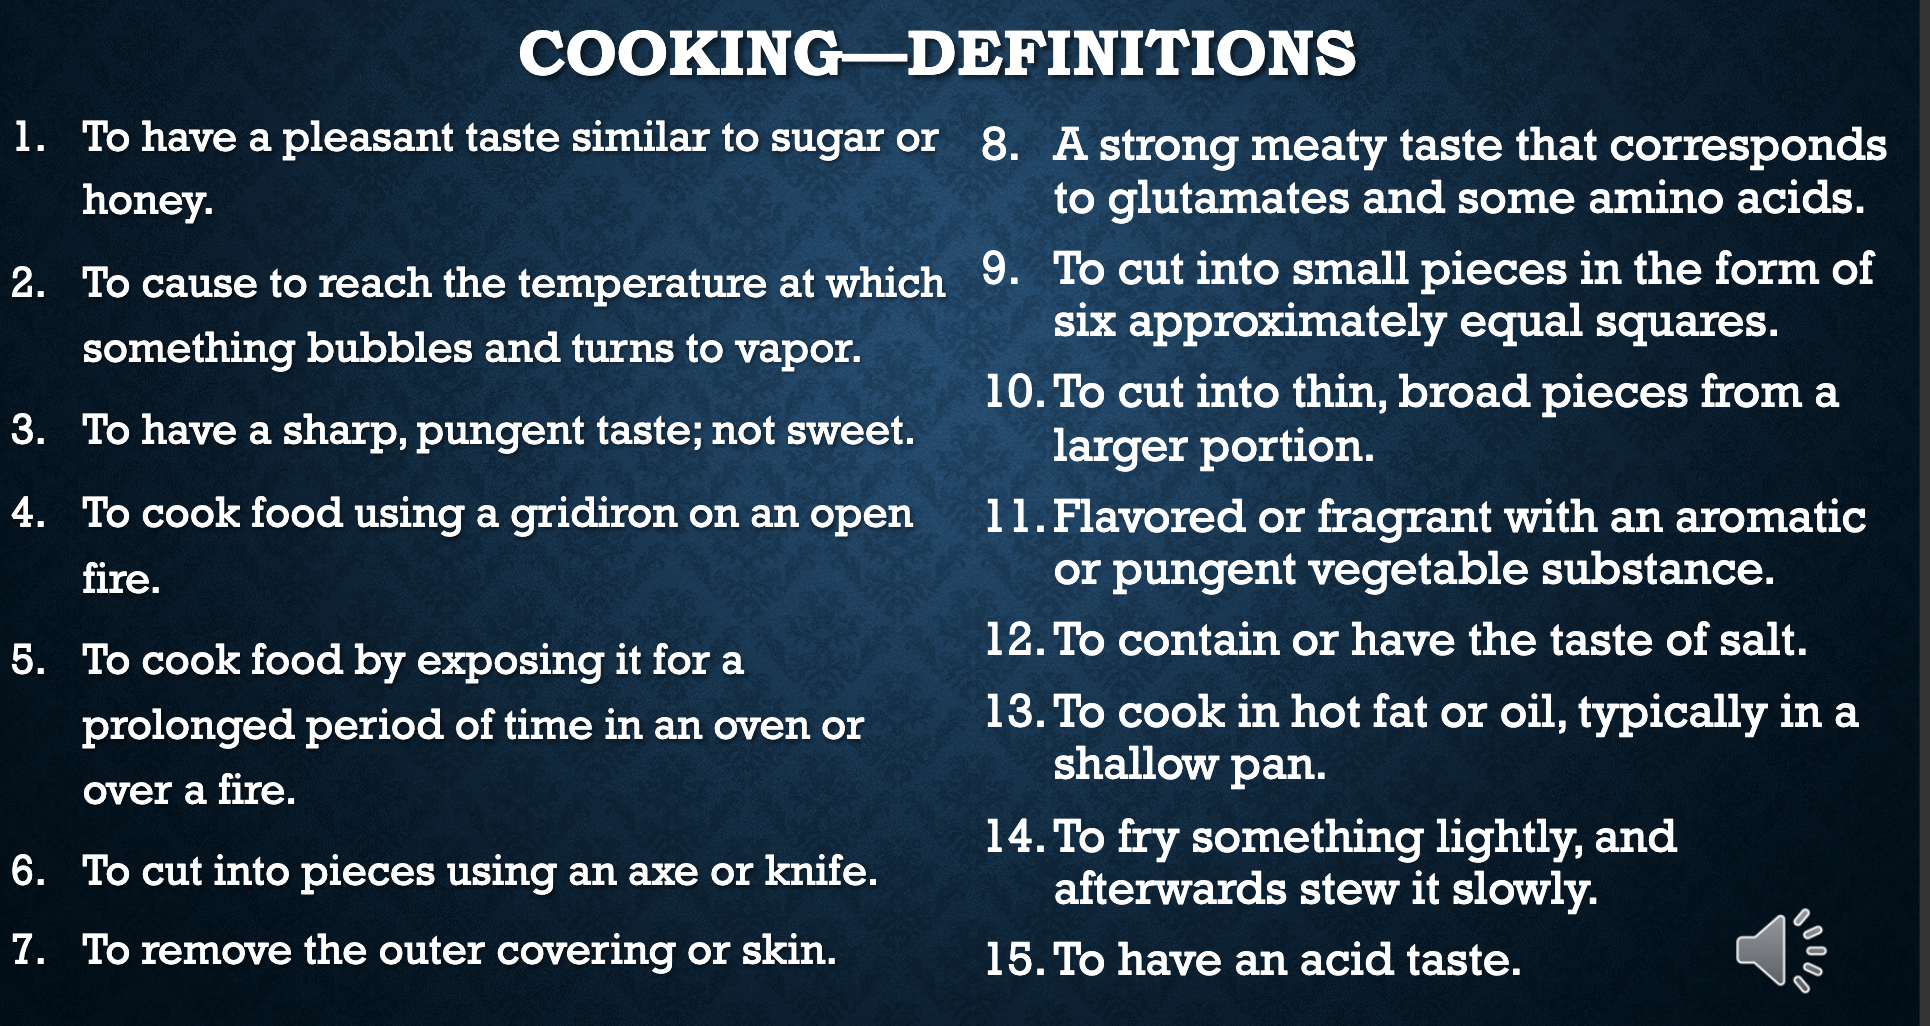 COOKING—DEFINITIONS
1. To have a pleasant taste similar to sugar or
honey.
2. To cause to reach the temperature at which
something bubbles and turns to vapor.
3. To have a sharp, pungent taste; not sweet.
4. To cook food using a gridiron on an open
fire.
5. To cook food by exposing it for a
prolonged period of time in an oven or
over a fire.
6. To cut into pieces using an axe or knife.
7. To remove the outer covering or skin.
8. A strong meaty taste that corresponds
to glutamates and some amino acids.
9. To cut into small pieces in the form of
six approximately equal squares.
10. To cut into thin, broad pieces from a
larger portion.
11. Flavored or fragrant with an aromatic
or pungent vegetable substance.
12. To contain or have the taste of salt.
13. To cook in hot fat or oil, typically in a
shallow pan.
14. To fry something lightly, and
afterwards stew it slowly.
15. To have an acid taste.